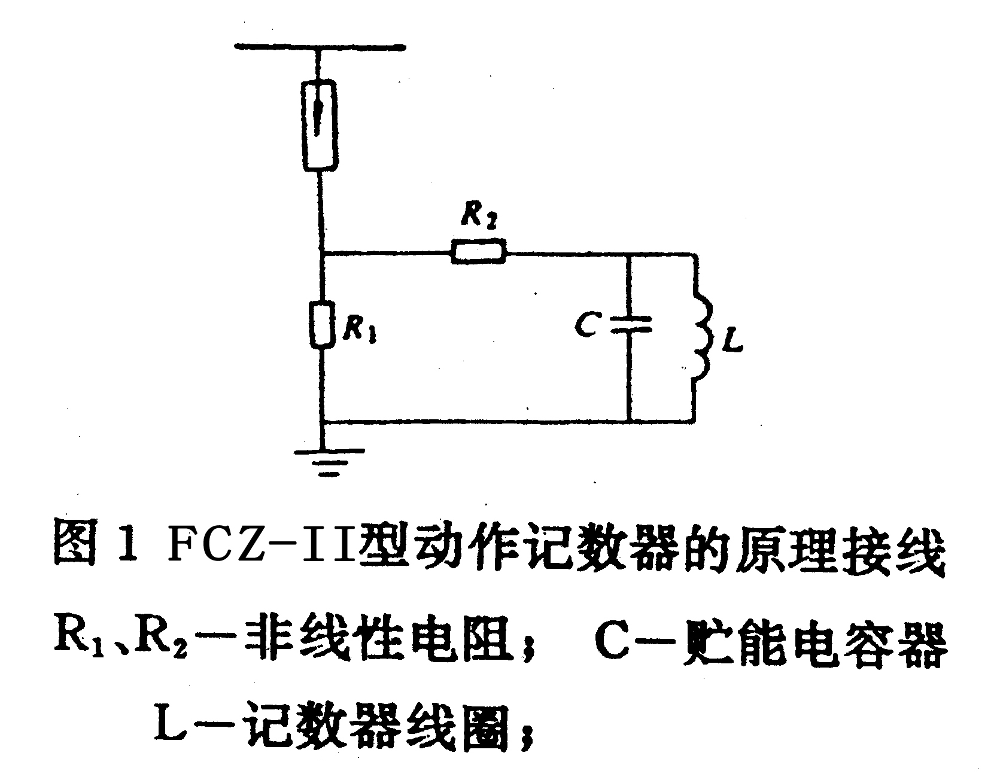 R₂
R₁
C
L
图1 FCZ-II型动作记数器的原理接线
R₁、R₂—非线性电阻； C—贮能电容器
L—记数器线圈；